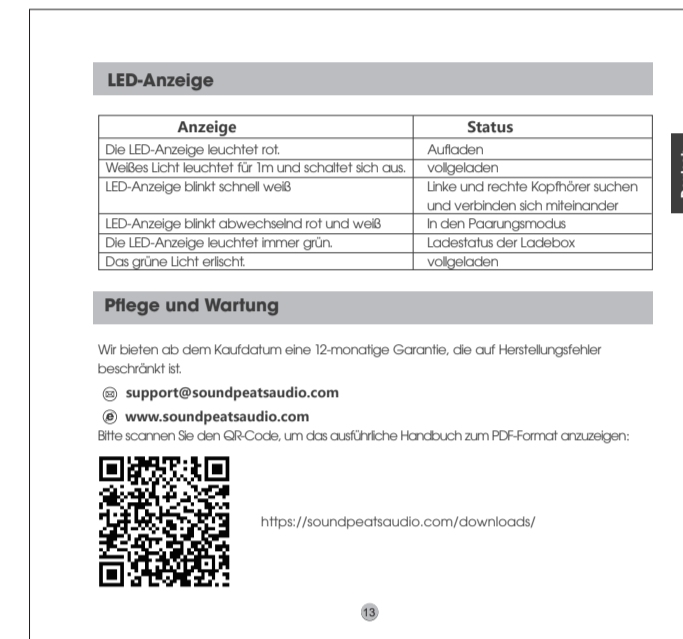 LED-Anzeige
Anzeige Status
Die LED-Anzeige leuchtet rot. Aufladen
Weißes Licht leuchtet für 1m und schaltet sich aus. vollgeladen
LED-Anzeige blinkt schnell weiß Linke und rechte Kopfhörer suchen
und verbinden sich miteinander
LED-Anzeige blinkt abwechselnd rot und weiß In den Paarungsmodus
Die LED-Anzeige leuchtet immer grün. Ladestatus der Ladebox
Das grüne Licht erlischt. vollgeladen
Pflege und Wartung
Wir bieten ab dem Kaufdatum eine 12-monatige Garantie, die auf Herstellungsfehler
beschränkt ist.
support@soundpeatsaudio.com
www.soundpeatsaudio.com
Bitte scannen Sie den QR-Code, um das ausführliche Handbuch zum PDF-Format anzuzeigen:
https://soundpeatsaudio.com/downloads/
13